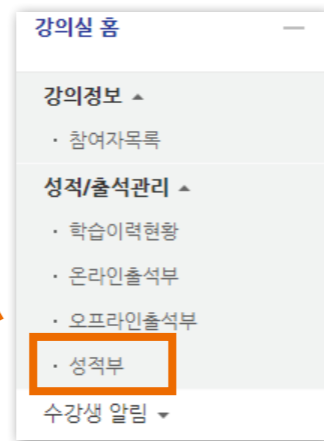 강의실 홈 —
강의정보 ▲
· 참여자목록
성적/출석관리 ▲
· 학습이력현황
· 온라인출석부
· 오프라인출석부
· 성적부
수강생 알림 ▼